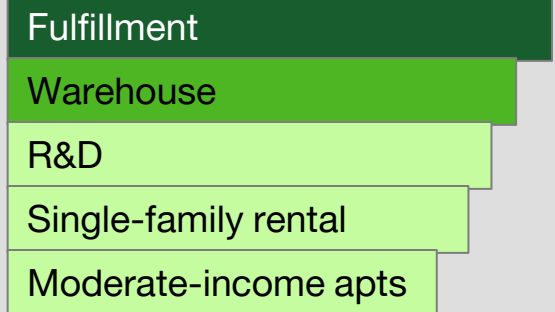 Fulfillment
Warehouse
R&D
Single-family rental
Moderate-income apts